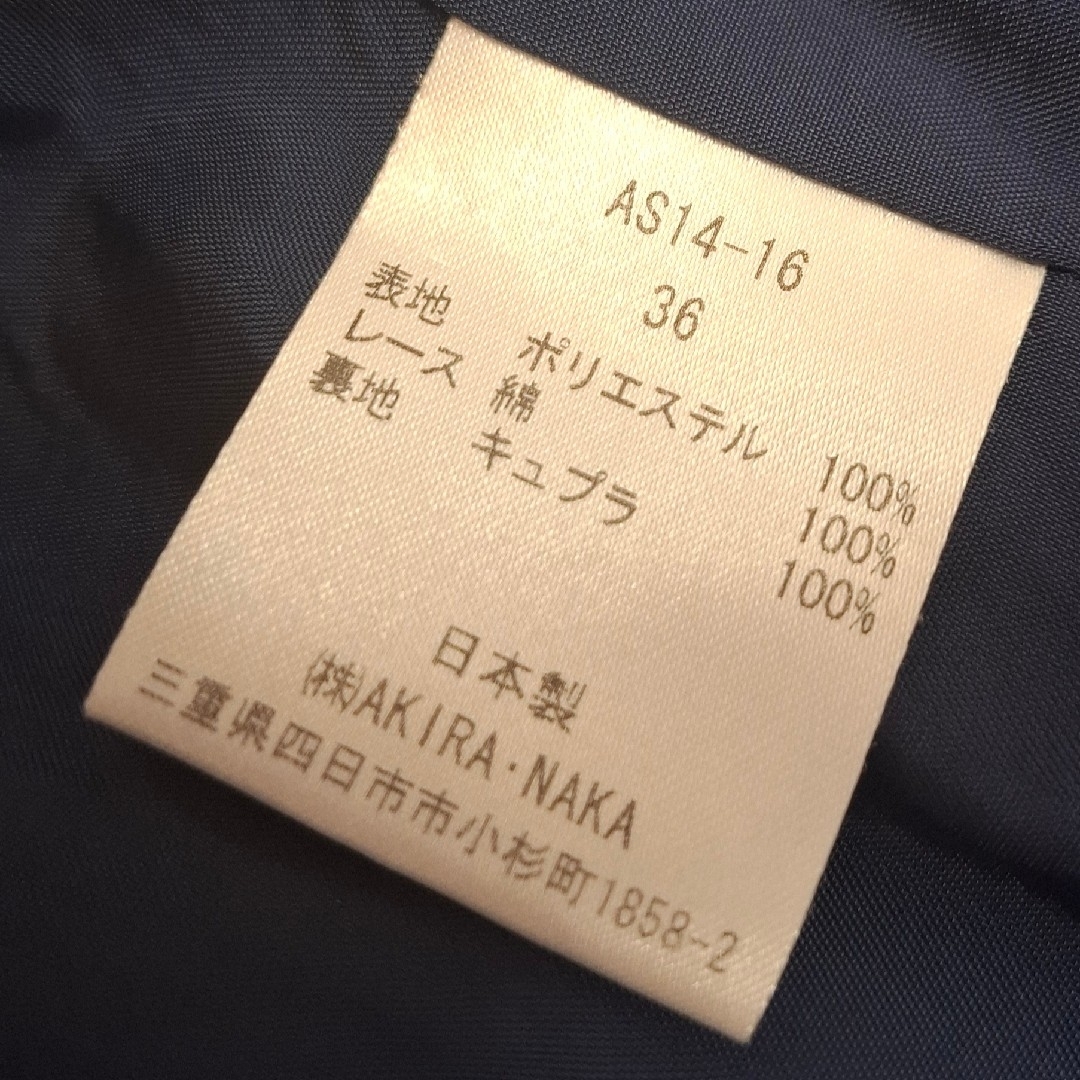 AS14-16
36
表地 ポリエステル 100%
レース 綿 100%
裏地 キュプラ 100%
日本製
㈱AKIRA・NAKA
三重県四日市市小杉町1858-2